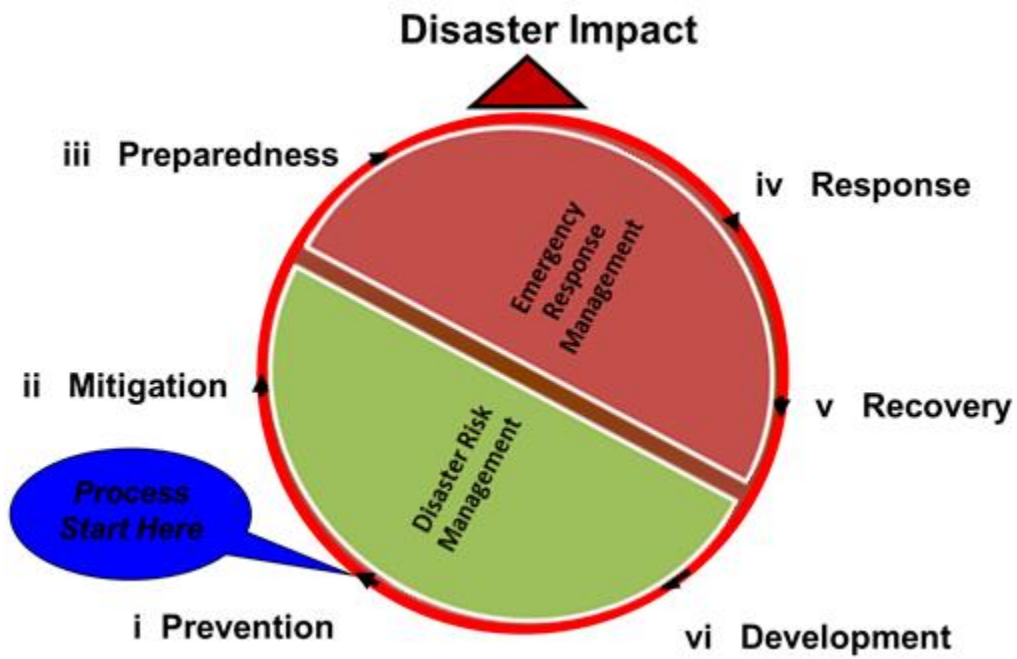 Disaster Impact
iii Preparedness
iv Response
Emergency
Response
Management
ii Mitigation
v Recovery
Disaster Risk
Management
Process
Start Here
i Prevention
vi Development